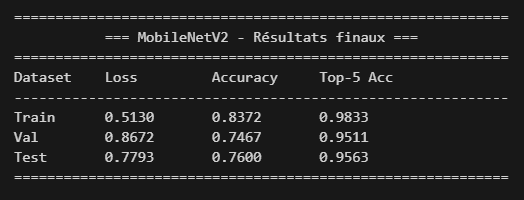 ============================================================
=== MobileNetV2 - Résultats finaux ===
============================================================
Dataset    Loss         Accuracy     Top-5 Acc
------------------------------------------------------------
Train      0.5130       0.8372       0.9833
Val        0.8672       0.7467       0.9511
Test       0.7793       0.7600       0.9563
============================================================